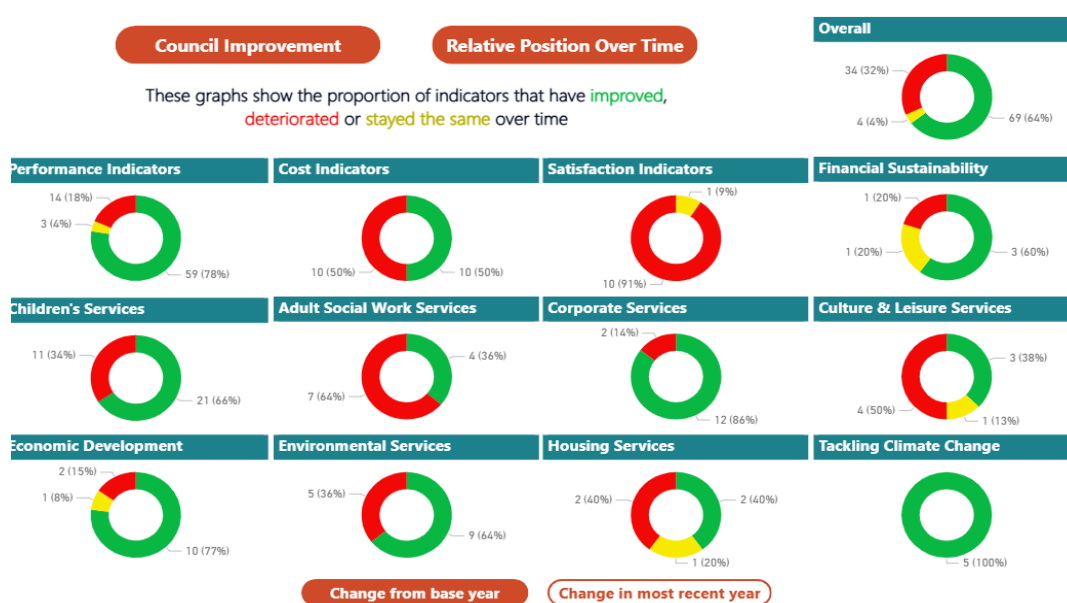 Council Improvement
Relative Position Over Time
These graphs show the proportion of indicators that have improved,
deteriorated or stayed the same over time
Overall
34 (32%)
4 (4%)
69 (64%)
Performance Indicators
14 (18%)
3 (4%)
59 (78%)
Cost Indicators
10 (50%)
10 (50%)
Satisfaction Indicators
1 (9%)
10 (91%)
Financial Sustainability
1 (20%)
1 (20%)
3 (60%)
Children's Services
11 (34%)
21 (66%)
Adult Social Work Services
4 (36%)
7 (64%)
Corporate Services
2 (14%)
12 (86%)
Culture & Leisure Services
3 (38%)
4 (50%)
1 (13%)
Economic Development
2 (15%)
1 (8%)
10 (77%)
Environmental Services
5 (36%)
9 (64%)
Housing Services
2 (40%)
2 (40%)
1 (20%)
Tackling Climate Change
5 (100%)
Change from base year
Change in most recent year